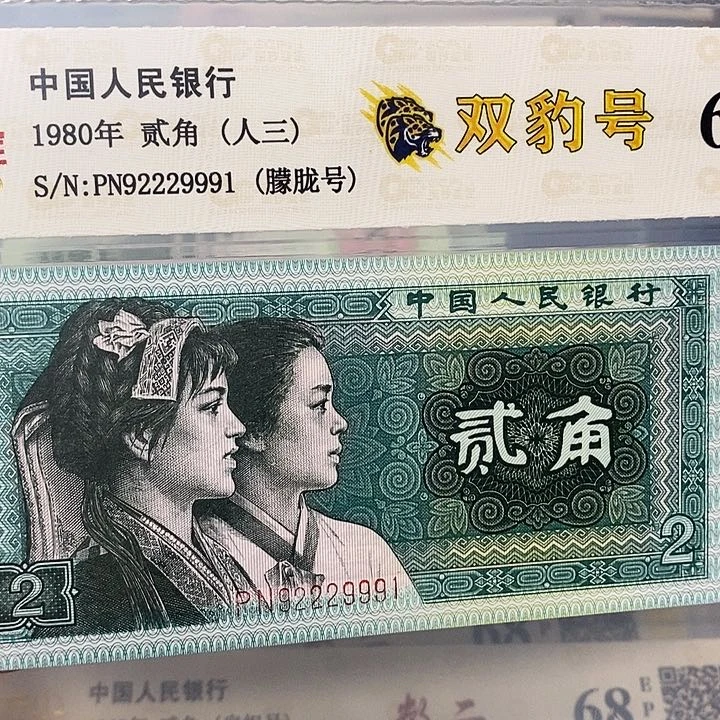 中国人民银行
1980年 贰角 (人三)
S/N:PN92229991 (朦胧号)
双豹号
6
中国人民银行
贰角
2
2
PN92229991
中国人民银行
68
E
P